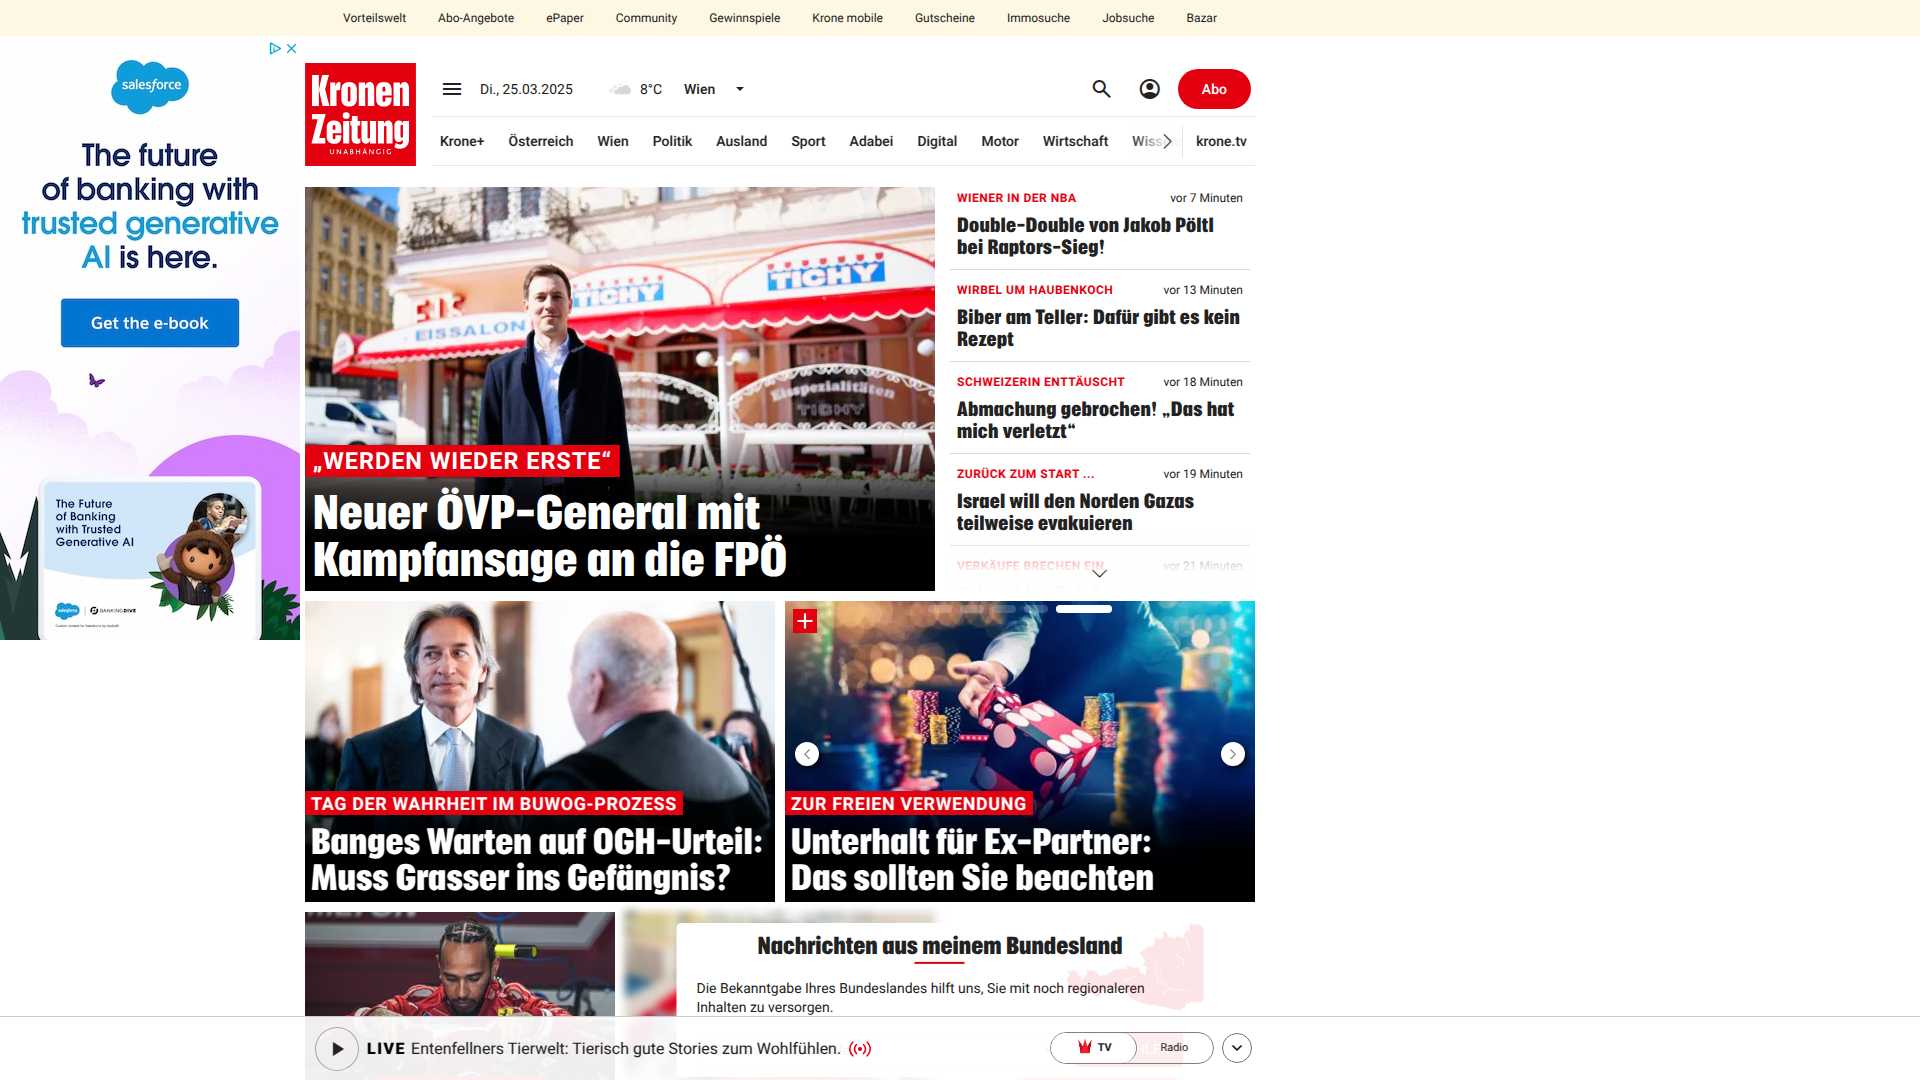 Vorteilswelt Abo-Angebote ePaper Community Gewinnspiele Krone mobile Gutscheine Immosuche Jobsuche Bazar
salesforce
The future
of banking with
trusted generative
AI is here.
Get the e-book
The Future
of Banking
with Trusted
Generative AI
salesforce
BANKINGDIVE
Kronen
Zeitung
UNABHÄNGIG
Di., 25.03.2025 8°C Wien
Abo
Krone+ Österreich Wien Politik Ausland Sport Adabei Digital Motor Wirtschaft Wiss krone.tv
EIS
EISSALON
TICHY
TICHY
Eisspezialitäten
TICHY
„WERDEN WIEDER ERSTE“
Neuer ÖVP-General mit
Kampfansage an die FPÖ
WIENER IN DER NBA vor 7 Minuten
Double-Double von Jakob Pöltl
bei Raptors-Sieg!
WIRBEL UM HAUBENKOCH vor 13 Minuten
Biber am Teller: Dafür gibt es kein
Rezept
SCHWEIZERIN ENTTÄUSCHT vor 18 Minuten
Abmachung gebrochen! „Das hat
mich verletzt“
ZURÜCK ZUM START ... vor 19 Minuten
Israel will den Norden Gazas
teilweise evakuieren
VERKÄUFE BRECHEN EIN vor 21 Minuten
TAG DER WAHRHEIT IM BUWOG-PROZESS
Banges Warten auf OGH-Urteil:
Muss Grasser ins Gefängnis?
ZUR FREIEN VERWENDUNG
Unterhalt für Ex-Partner:
Das sollten Sie beachten
Nachrichten aus meinem Bundesland
Die Bekanntgabe Ihres Bundeslandes hilft uns, Sie mit noch regionaleren
Inhalten zu versorgen.
LIVE Entenfellners Tierwelt: Tierisch gute Stories zum Wohlfühlen.
TV Radio